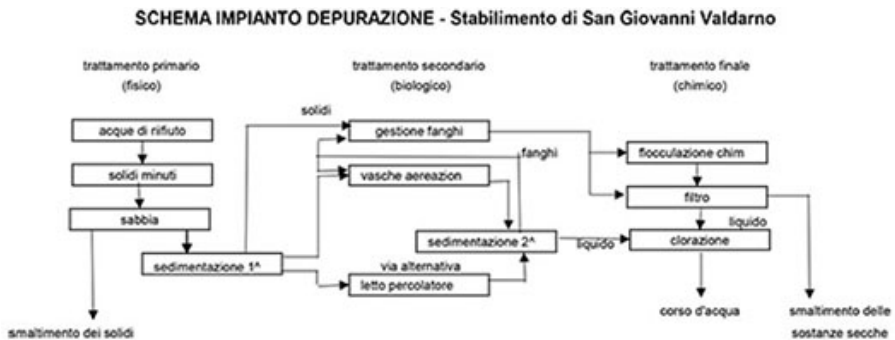 SCHEMA IMPIANTO DEPURAZIONE - Stabilimento di San Giovanni Valdarno
trattamento primario
(fisico)
trattamento secondario
(biologico)
trattamento finale
(chimico)
solidi
acque di rifiuto
gestione fanghi
fanghi
flocculazione chim
solidi minuti
vasche aereazion
filtro
sabbia
liquido
sedimentazione 2^
liquido
clorazione
sedimentazione 1^
via alternativa
letto percolatore
corso d'acqua
smaltimento delle
sostanze secche
smaltimento dei solidi